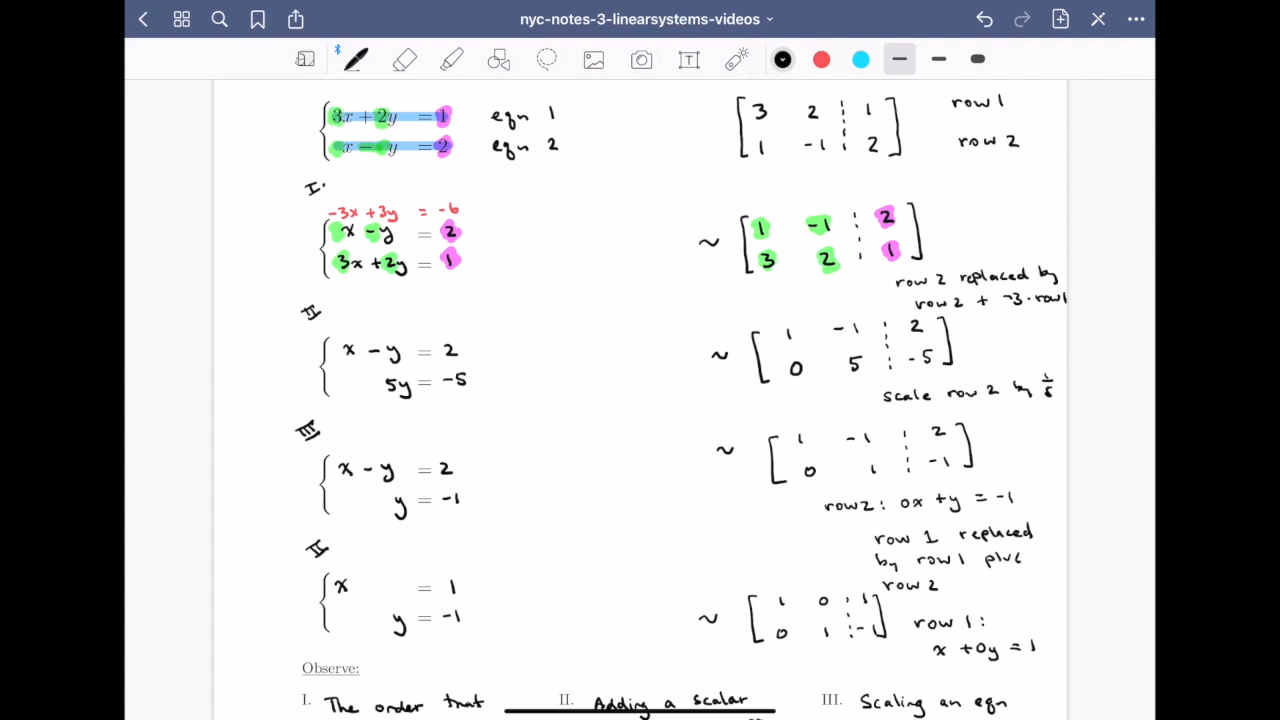 nyc-notes-3-linearsystems-videos
3x + 2y = 1 eqn 1
x − y = 2 eqn 2
[3 2 ¦ 1] row 1
[1 -1 ¦ 2] row 2
I.
-3x +3y = -6
x - y = 2
3x + 2y = 1
~ [1 -1 ¦ 2]
[3 2 ¦ 1]
row 2 replaced by
row 2 + -3·row1
II
x - y = 2
5y = -5
~ [1 -1 ¦ 2]
[0 5 ¦ -5]
scale row 2 by 1/5
III
x - y = 2
y = -1
~ [1 -1 ¦ 2]
[0 1 ¦ -1]
row 2: 0x + y = -1
row 1 replaced
by row 1 plus
row 2
II
x = 1
y = -1
~ [1 0 ¦ 1]
[0 1 ¦ -1]
row 1:
x + 0y = 1
Observe:
I. The order that
II. Adding a scalar
III. Scaling an eqn